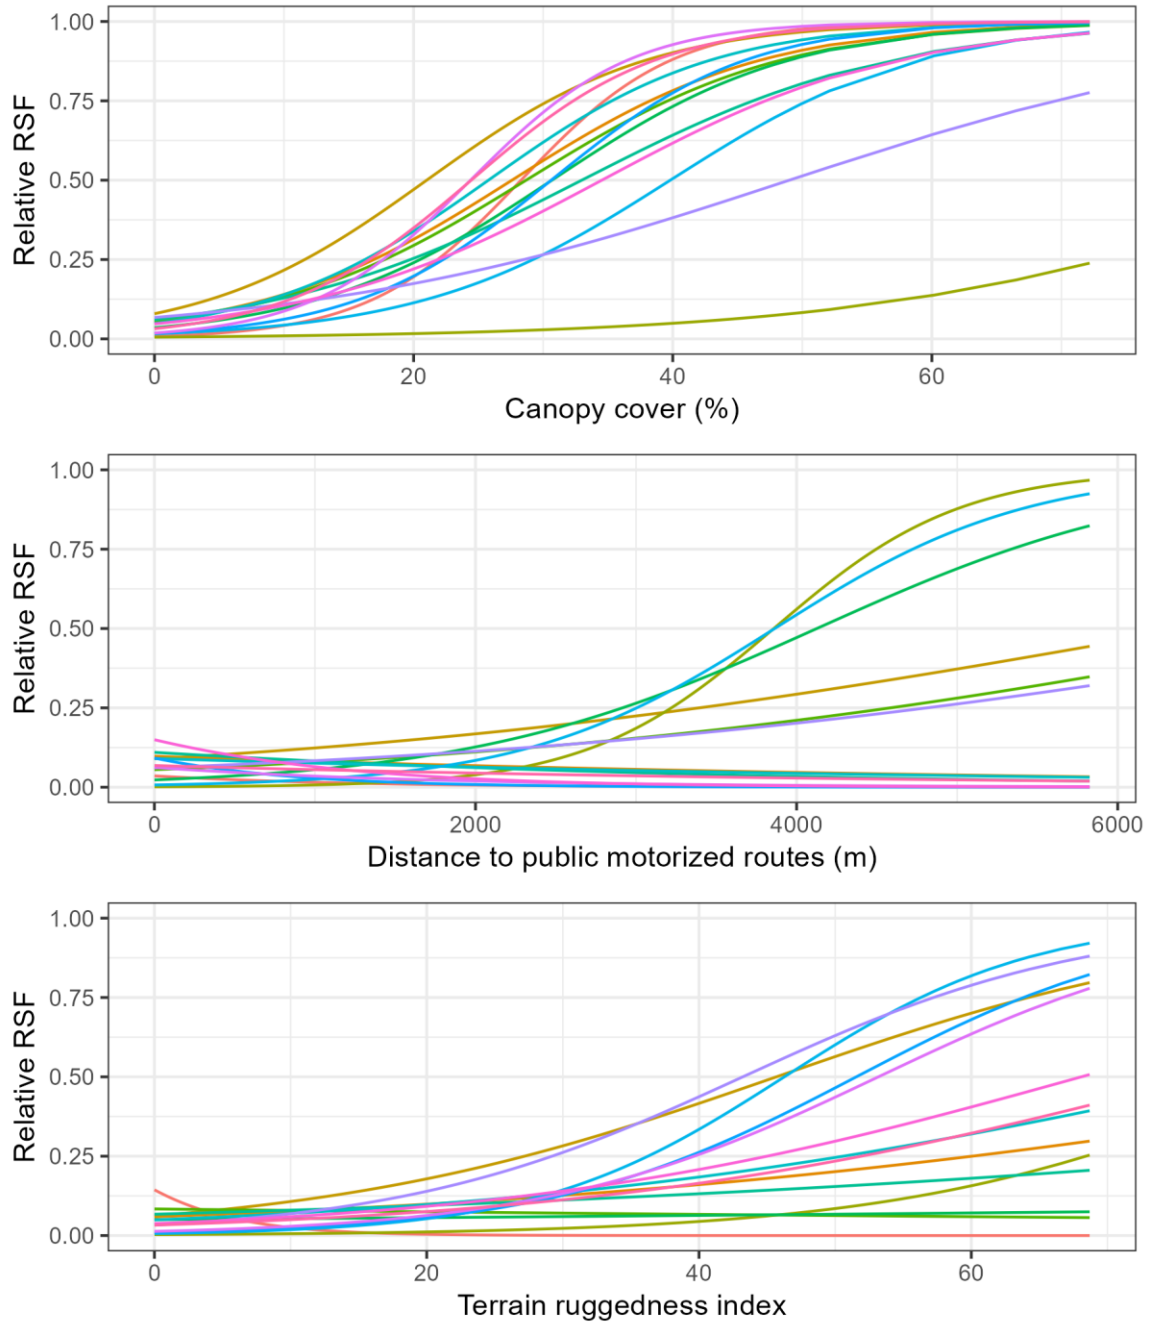 1.00
0.75
0.50
0.25
0.00
Relative RSF
0 20 40 60
Canopy cover (%)
1.00
0.75
0.50
0.25
0.00
Relative RSF
0 2000 4000 6000
Distance to public motorized routes (m)
1.00
0.75
0.50
0.25
0.00
Relative RSF
0 20 40 60
Terrain ruggedness index